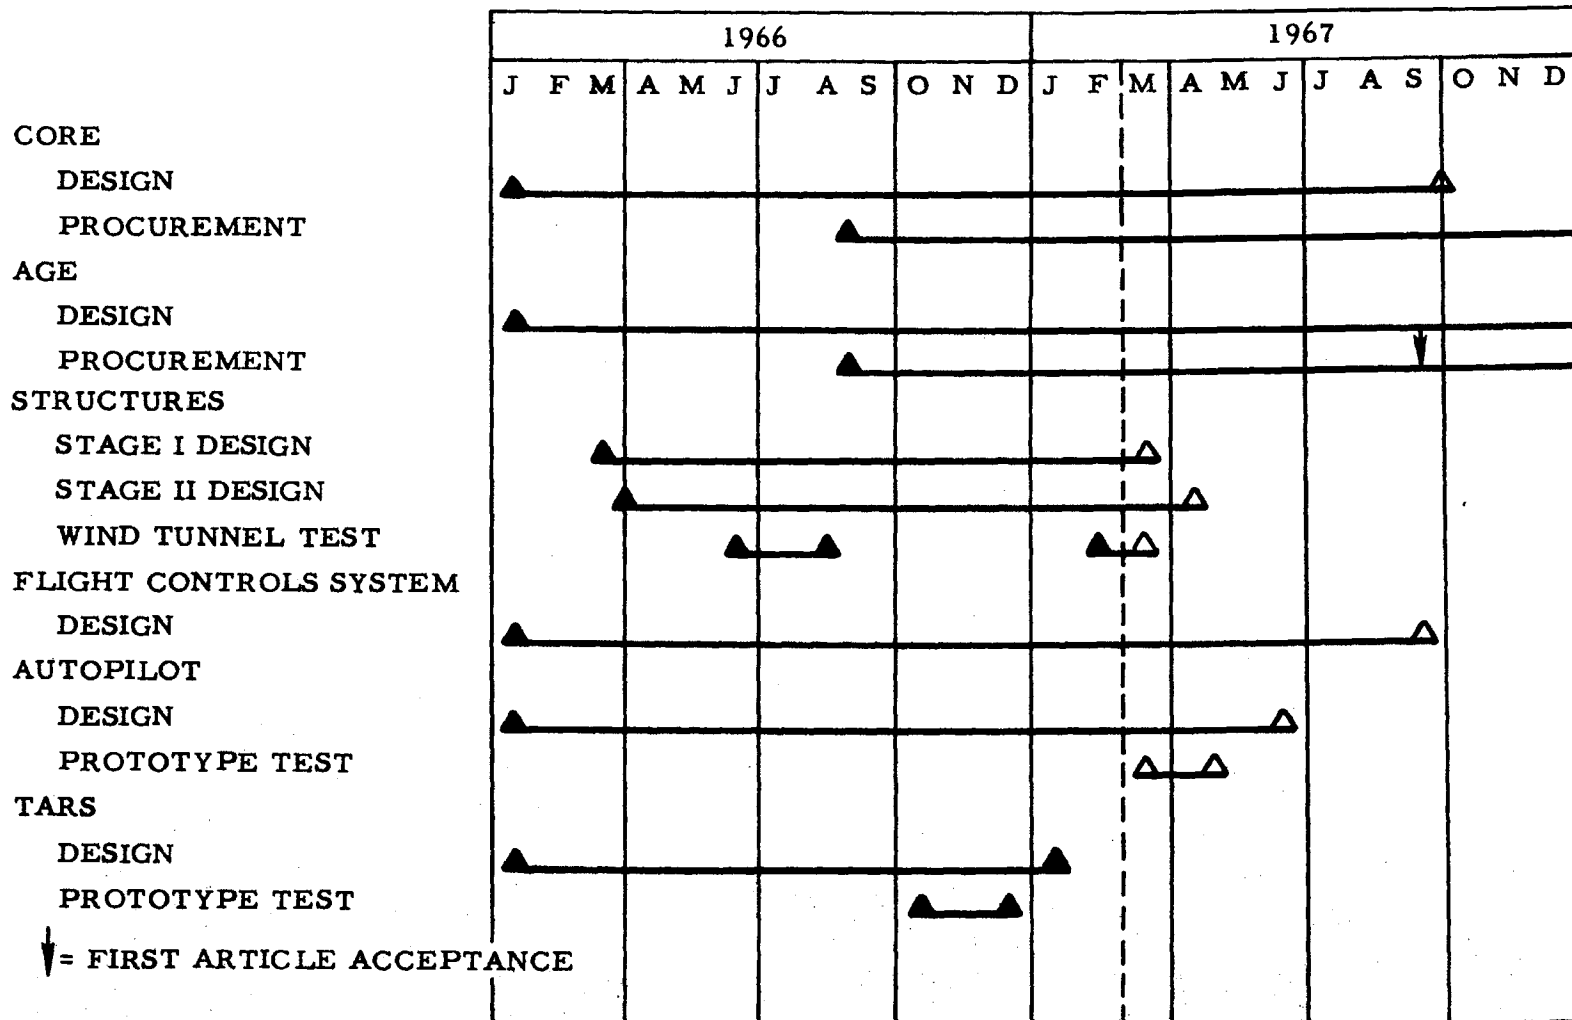 1966 1967
J F M A M J J A S O N D J F M A M J J A S O N D
CORE
DESIGN
PROCUREMENT
AGE
DESIGN
PROCUREMENT
STRUCTURES
STAGE I DESIGN
STAGE II DESIGN
WIND TUNNEL TEST
FLIGHT CONTROLS SYSTEM
DESIGN
AUTOPILOT
DESIGN
PROTOTYPE TEST
TARS
DESIGN
PROTOTYPE TEST
= FIRST ARTICLE ACCEPTANCE